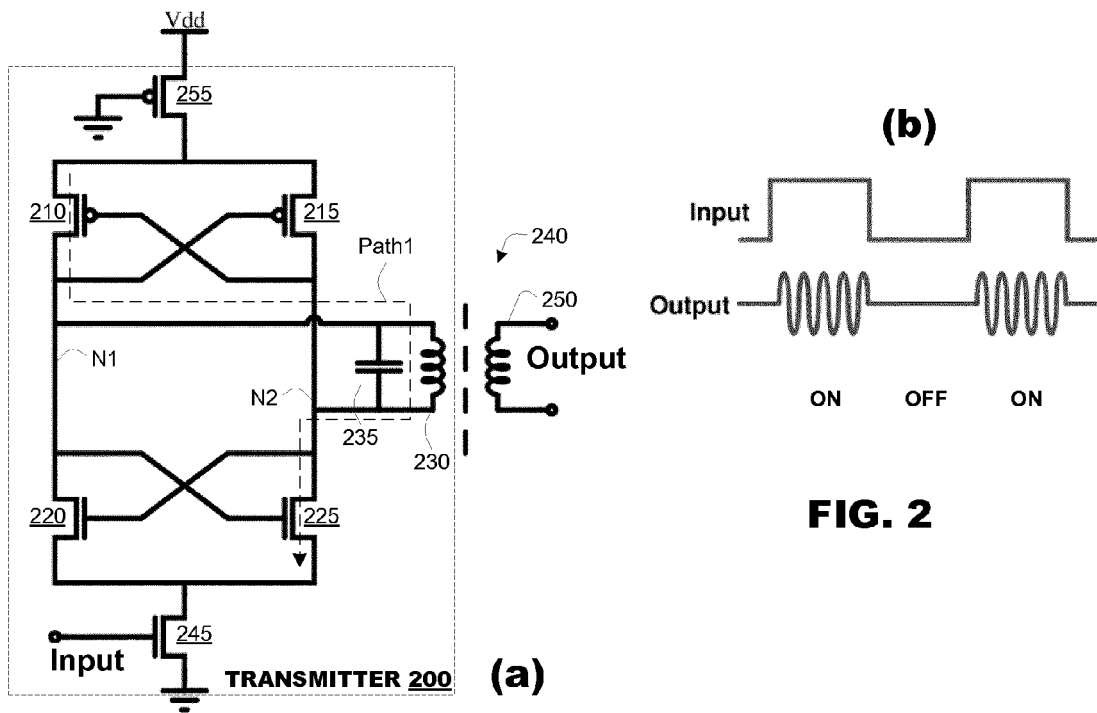 Vdd
255
210
215
Path1
240
250
Output
N1
N2
235
230
220
225
245
Input
TRANSMITTER 200
(a)
(b)
Input
Output
ON OFF ON
FIG. 2